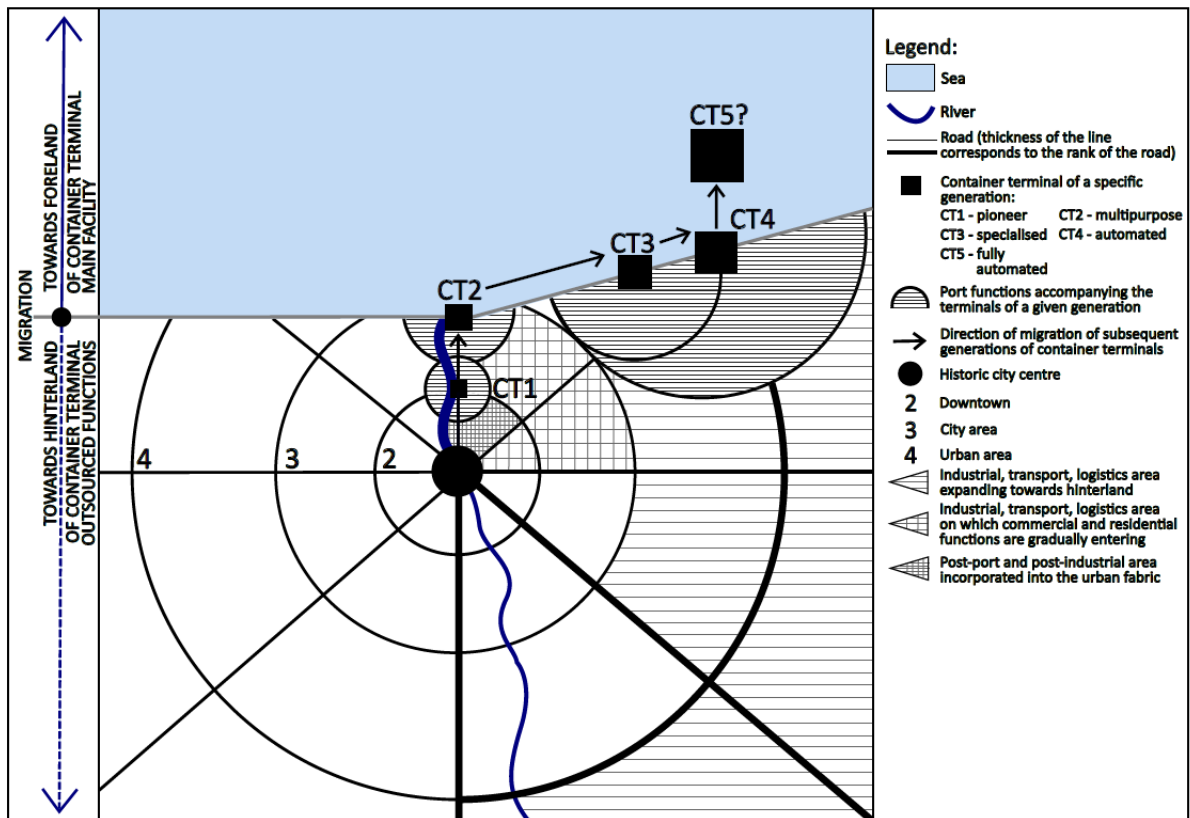 MIGRATION
TOWARDS FORELAND
OF CONTAINER TERMINAL
MAIN FACILITY
TOWARDS HINTERLAND
OF CONTAINER TERMINAL
OUTSOURCED FUNCTIONS
CT5?
CT4
CT3
CT2
CT1
4
3
2
Legend:
Sea
River
Road (thickness of the line
corresponds to the rank of the road)
Container terminal of a specific
generation:
CT1 - pioneer CT2 - multipurpose
CT3 - specialised CT4 - automated
CT5 - fully
automated
Port functions accompanying the
terminals of a given generation
Direction of migration of subsequent
generations of container terminals
Historic city centre
2 Downtown
3 City area
4 Urban area
Industrial, transport, logistics area
expanding towards hinterland
Industrial, transport, logistics area
on which commercial and residential
functions are gradually entering
Post-port and post-industrial area
incorporated into the urban fabric